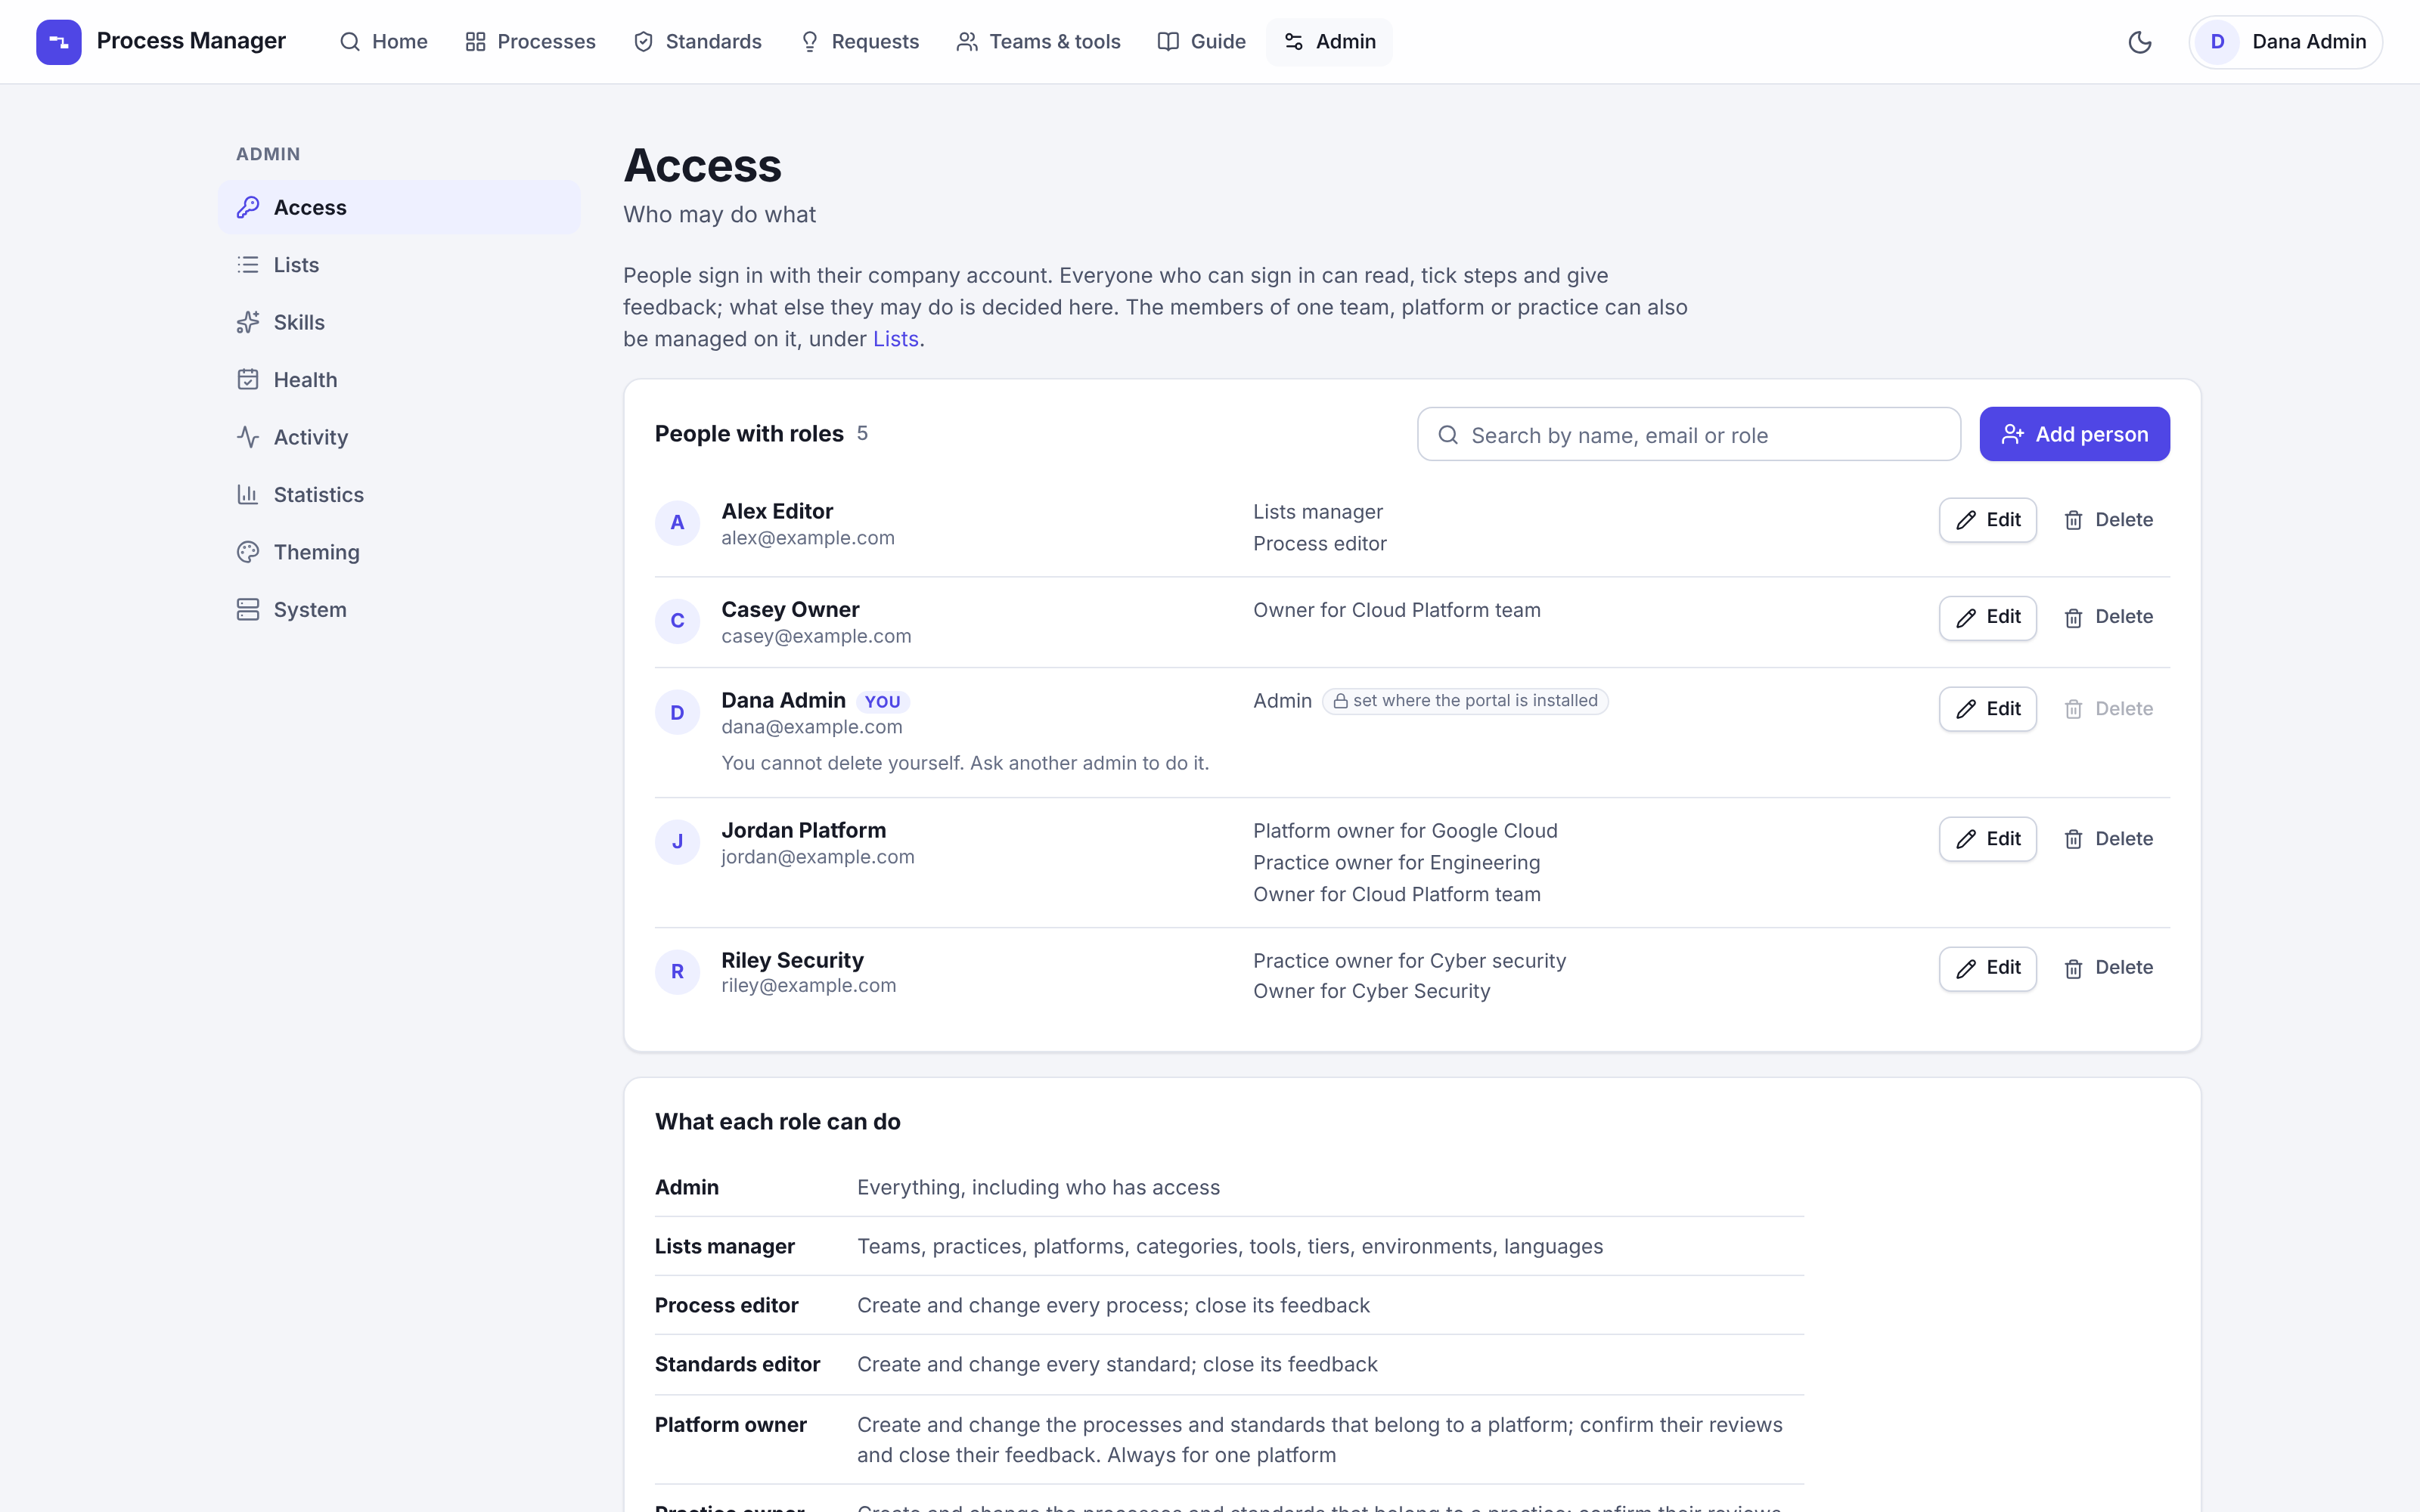 Process Manager
Home
Processes
Standards
Requests
Teams & tools
Guide
Admin
D
Dana Admin
ADMIN
Access
Lists
Skills
Health
Activity
Statistics
Theming
System
Access
Who may do what
People sign in with their company account. Everyone who can sign in can read, tick steps and give
feedback; what else they may do is decided here. The members of one team, platform or practice can also
be managed on it, under Lists.
People with roles 5
Search by name, email or role
Add person
A
Alex Editor
alex@example.com
Lists manager
Process editor
Edit
Delete
C
Casey Owner
casey@example.com
Owner for Cloud Platform team
Edit
Delete
D
Dana Admin YOU
dana@example.com
You cannot delete yourself. Ask another admin to do it.
Admin set where the portal is installed
Edit
Delete
J
Jordan Platform
jordan@example.com
Platform owner for Google Cloud
Practice owner for Engineering
Owner for Cloud Platform team
Edit
Delete
R
Riley Security
riley@example.com
Practice owner for Cyber security
Owner for Cyber Security
Edit
Delete
What each role can do
Admin
Everything, including who has access
Lists manager
Teams, practices, platforms, categories, tools, tiers, environments, languages
Process editor
Create and change every process; close its feedback
Standards editor
Create and change every standard; close its feedback
Platform owner
Create and change the processes and standards that belong to a platform; confirm their reviews
and close their feedback. Always for one platform